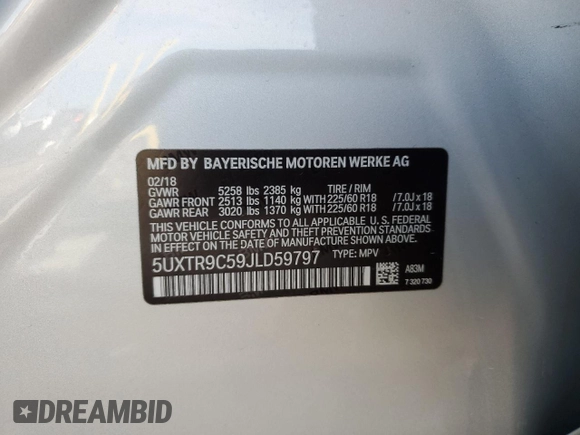 MFD BY BAYERISCHE MOTOREN WERKE AG
02/18
GVWR 5258 lbs 2385 kg TIRE / RIM
GAWR FRONT 2513 lbs 1140 kg WITH 225/60 R18 /7.0J x 18
GAWR REAR 3020 lbs 1370 kg WITH 225/60 R18 /7.0J x 18
THIS VEHICLE CONFORMS TO ALL APPLICABLE U.S. FEDERAL
MOTOR VEHICLE SAFETY, BUMPER,
AND THEFT PREVENTION STANDARDS IN
EFFECT ON THE DATE OF MANUFACTURE SHOWN ABOVE.
5UXTR9C59JLD59797 TYPE: MPV
A83M
7 320 730
DREAMBID